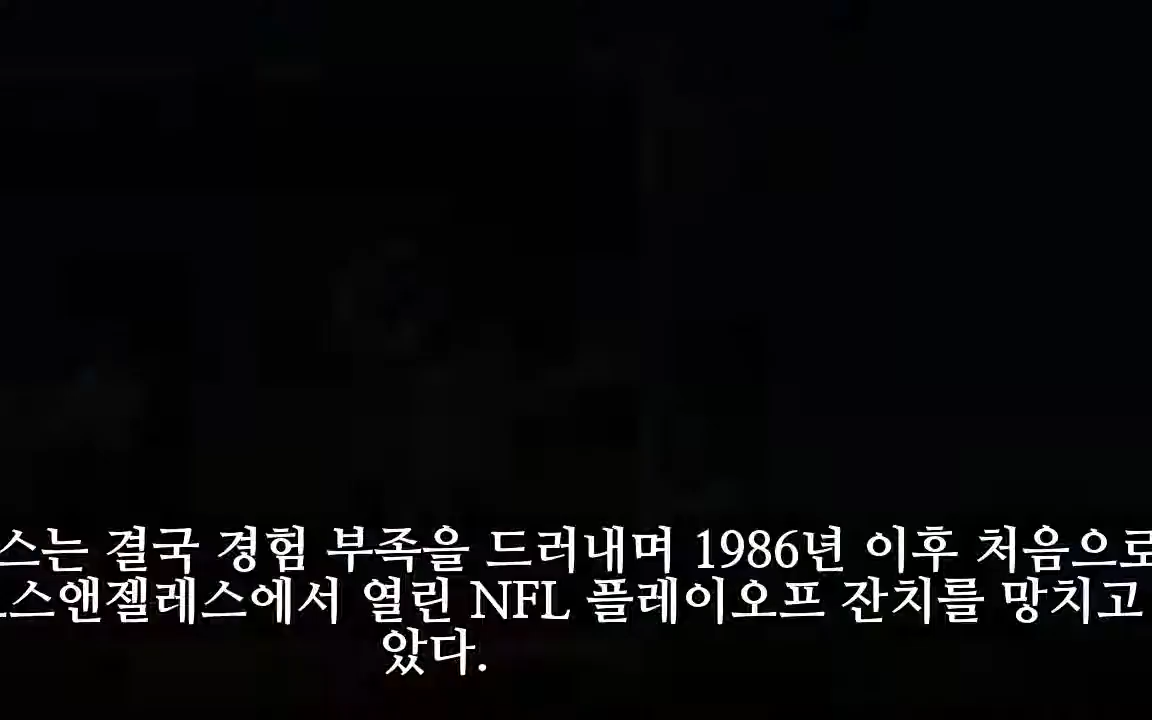 스는 결국 경험 부족을 드러내며 1986년 이후 처음으로
스앤젤레스에서 열린 NFL 플레이오프 잔치를 망치고
았다.